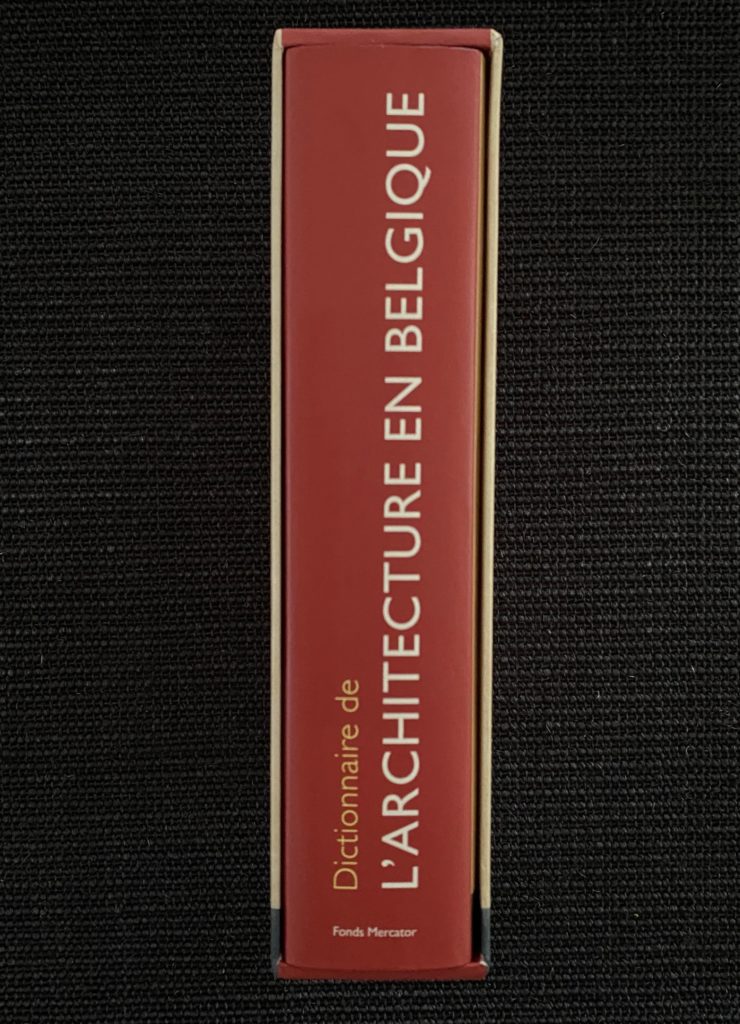 Dictionnaire de
L'ARCHITECTURE EN BELGIQUE
Fonds Mercator